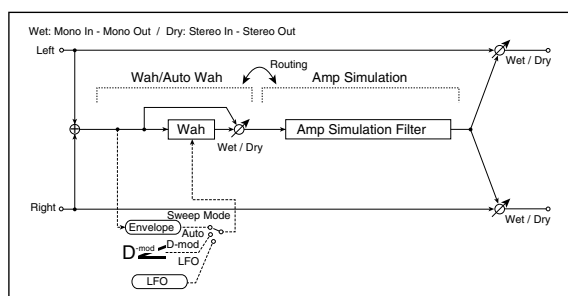 Wet: Mono In - Mono Out / Dry: Stereo In - Stereo Out
Left
Wet / Dry
Routing
Wah/Auto Wah
Amp Simulation
Wah
Amp Simulation Filter
Wet / Dry
Right
Wet / Dry
Sweep Mode
Envelope
Auto
D-mod
D-mod
LFO
LFO